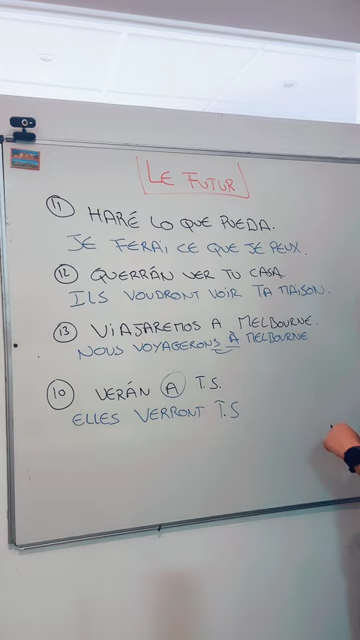 LE FUTUR
11 HARÉ LO QUE PUEDA.
JE FERAI, CE QUE JE PEUX.
12 QUERRÁN VER TU CASA
ILS VOUDRONT VOIR TA MAISON.
13 VIAJAREMOS A MELBOURNE.
NOUS VOYAGERONS À MELBOURNE
10 VERÁN A T.S.
ELLES VERRONT T.S